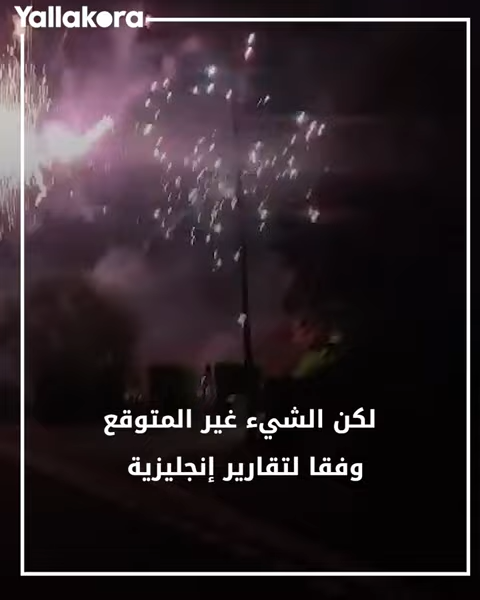 Yallakora
لكن الشيء غير المتوقع
وفقا لتقارير إنجليزية